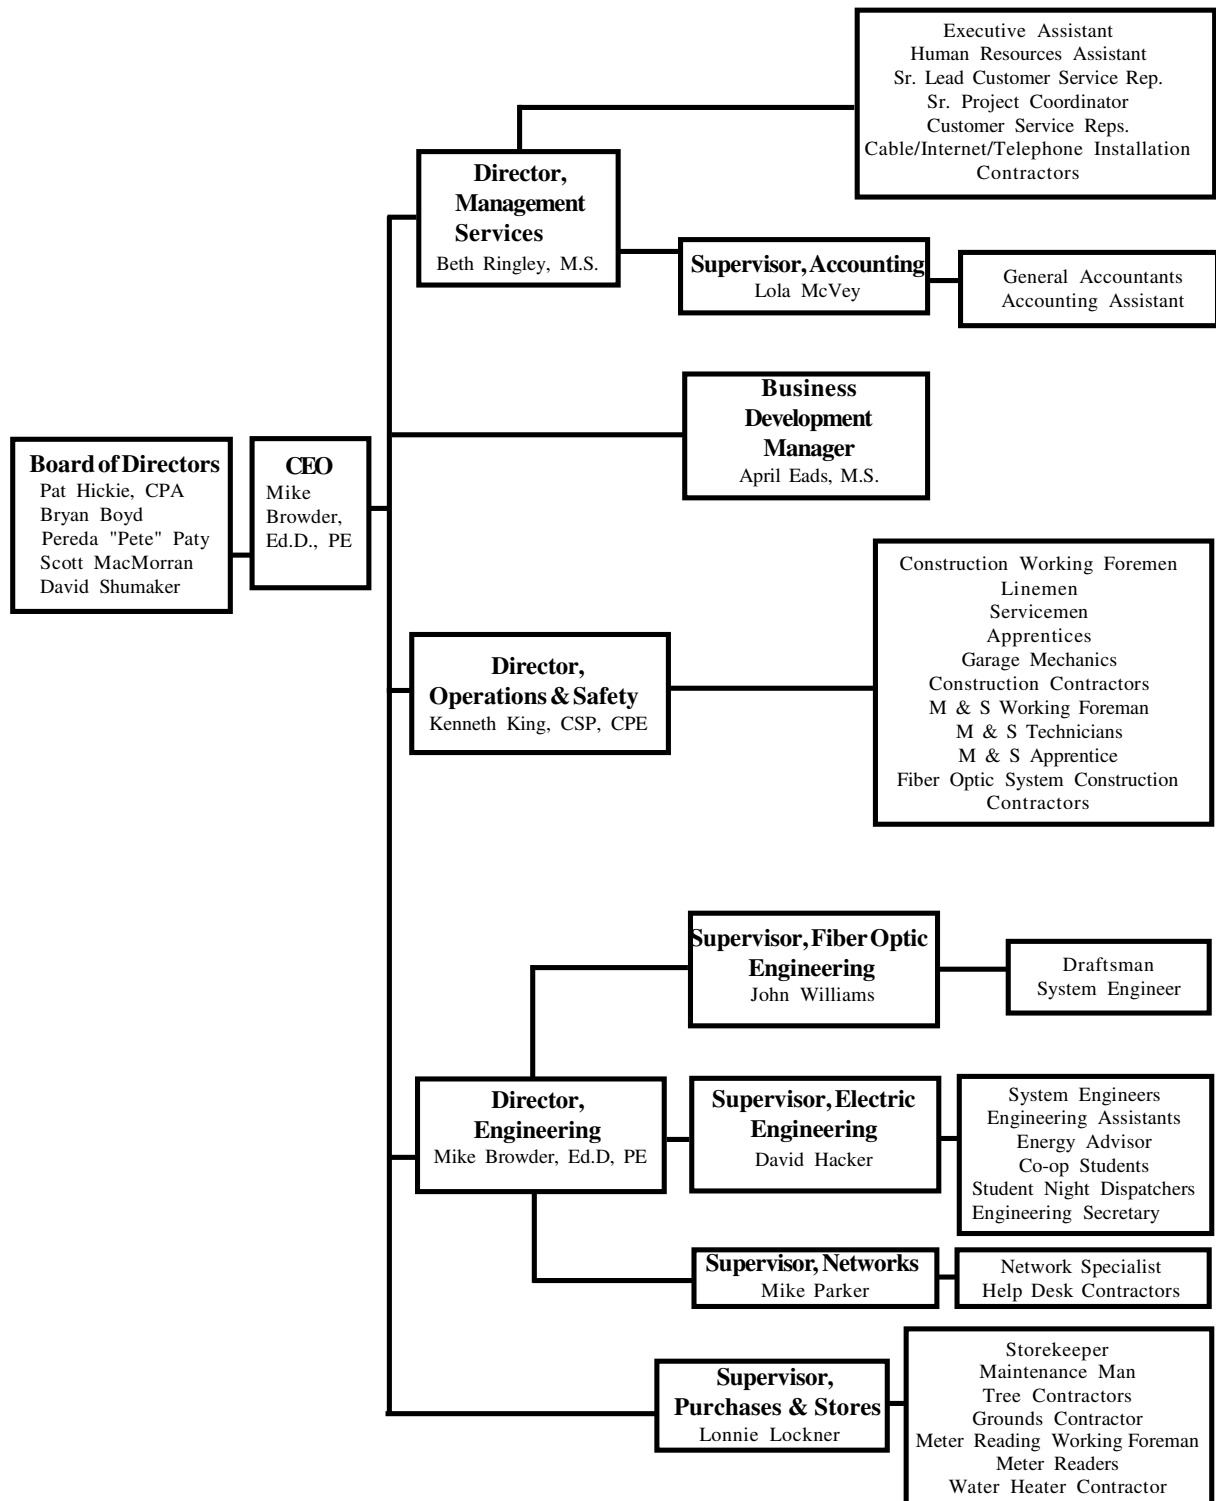 Executive Assistant
Human Resources Assistant
Sr. Lead Customer Service Rep.
Sr. Project Coordinator
Customer Service Reps.
Cable/Internet/Telephone Installation
Contractors
Director,
Management
Services
Beth Ringley, M.S.
Supervisor, Accounting
Lola McVey
General Accountants
Accounting Assistant
Business
Development
Manager
April Eads, M.S.
Board of Directors
Pat Hickie, CPA
Bryan Boyd
Pereda "Pete" Paty
Scott MacMorran
David Shumaker
CEO
Mike
Browder,
Ed.D., PE
Construction Working Foremen
Linemen
Servicemen
Apprentices
Garage Mechanics
Construction Contractors
M & S Working Foreman
M & S Technicians
M & S Apprentice
Fiber Optic System Construction
Contractors
Director,
Operations & Safety
Kenneth King, CSP, CPE
Supervisor, Fiber Optic
Engineering
John Williams
Draftsman
System Engineer
Director,
Engineering
Mike Browder, Ed.D, PE
Supervisor, Electric
Engineering
David Hacker
System Engineers
Engineering Assistants
Energy Advisor
Co-op Students
Student Night Dispatchers
Engineering Secretary
Supervisor, Networks
Mike Parker
Network Specialist
Help Desk Contractors
Supervisor,
Purchases & Stores
Lonnie Lockner
Storekeeper
Maintenance Man
Tree Contractors
Grounds Contractor
Meter Reading Working Foreman
Meter Readers
Water Heater Contractor